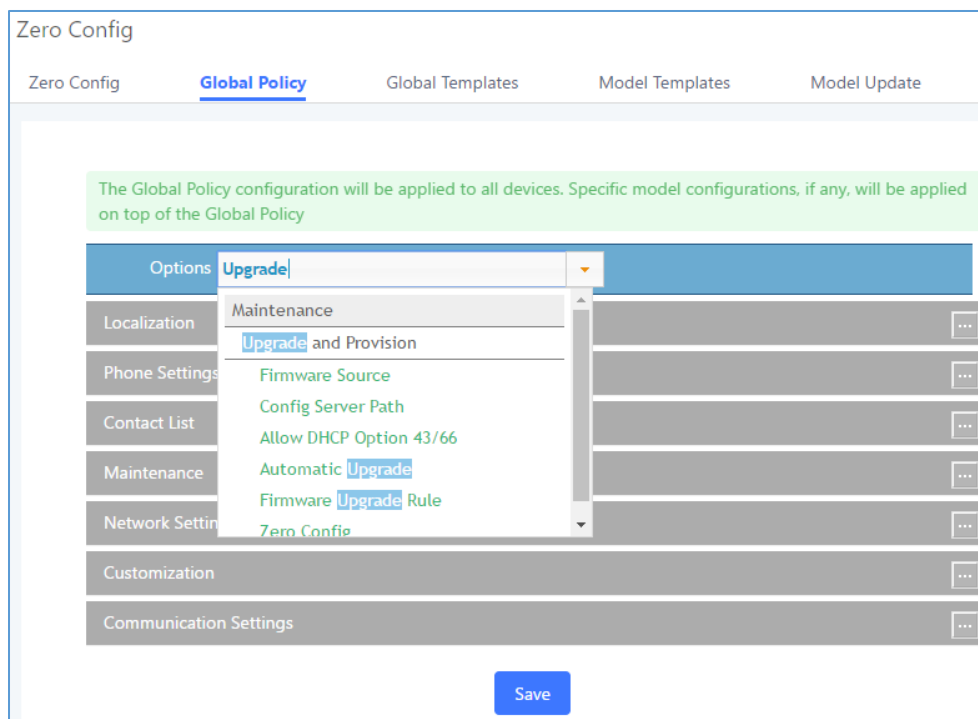 Zero Config
Zero Config Global Policy Global Templates Model Templates Model Update
The Global Policy configuration will be applied to all devices. Specific model configurations, if any, will be applied
on top of the Global Policy
Options Upgrade
Maintenance
Upgrade and Provision
Firmware Source
Config Server Path
Allow DHCP Option 43/66
Automatic Upgrade
Firmware Upgrade Rule
Zero Config
Localization ...
Phone Settings ...
Contact List ...
Maintenance ...
Network Settin ...
Customization ...
Communication Settings ...
Save